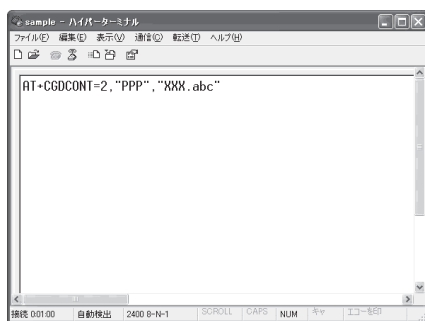 sample - ハイパーターミナル
ファイル(F) 編集(E) 表示(V) 通信(C) 転送(T) ヘルプ(H)
AT+CGDCONT=2,"PPP","XXX.abc"
接続 0:01:00 自動検出 2400 8-N-1 SCROLL CAPS NUM キャ エコーを印